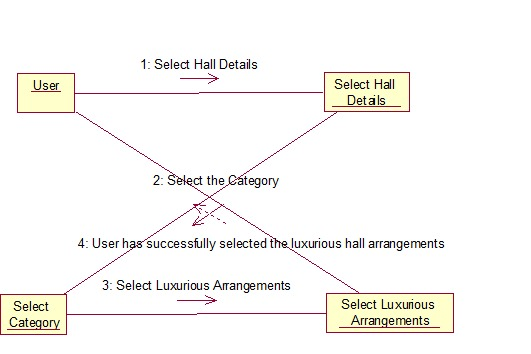 1: Select Hall Details
User
Select Hall
Details
2: Select the Category
4: User has successfully selected the luxurious hall arrangements
3: Select Luxurious Arrangements
Select
Category
Select Luxurious
Arrangements